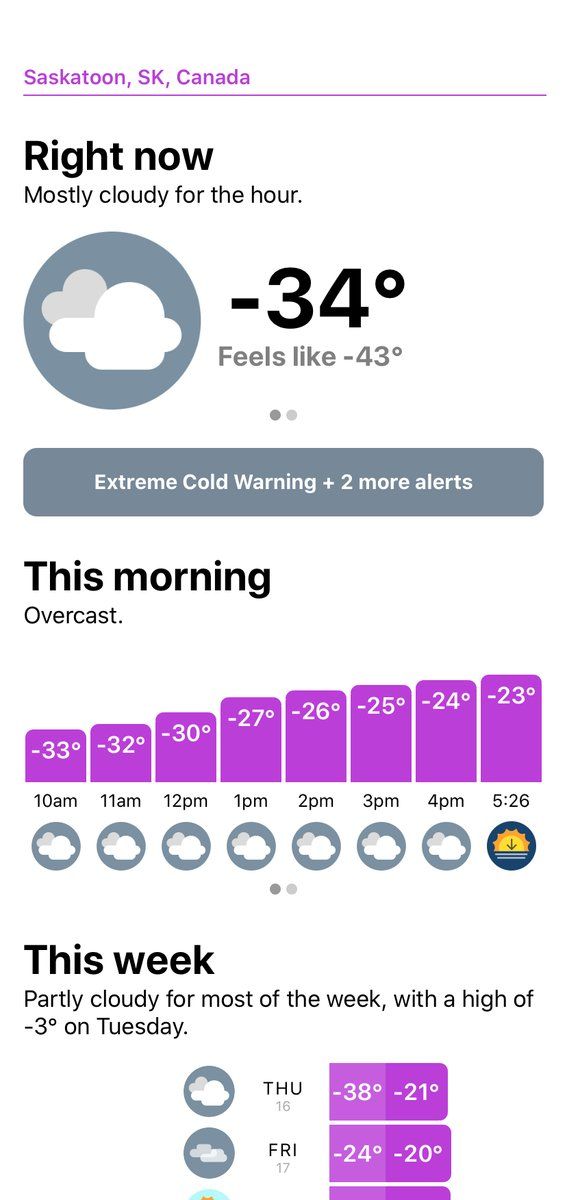 Saskatoon, SK, Canada
Right now
Mostly cloudy for the hour.
-34°
Feels like -43°
Extreme Cold Warning + 2 more alerts
This morning
Overcast.
-33° -32° -30° -27° -26° -25° -24° -23°
10am 11am 12pm 1pm 2pm 3pm 4pm 5:26
This week
Partly cloudy for most of the week, with a high of
-3° on Tuesday.
THU -38° -21°
16
FRI -24° -20°
17